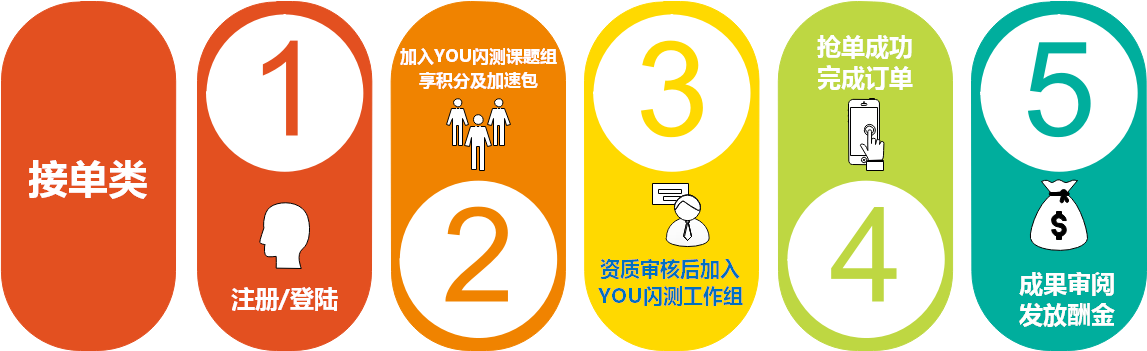 接单类
1
注册/登陆
加入YOU闪测课题组
享积分及加速包
2
3
资质审核后加入
YOU闪测工作组
抢单成功
完成订单
4
5
$
成果审阅
发放酬金